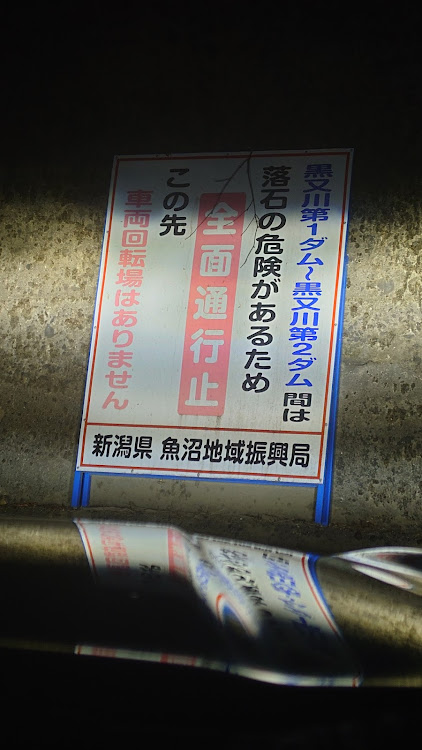 黒又川第1ダム～黒又川第2ダム間は
落石の危険があるため
全面通行止
この先
車両回転場はありません
新潟県 魚沼地域振興局